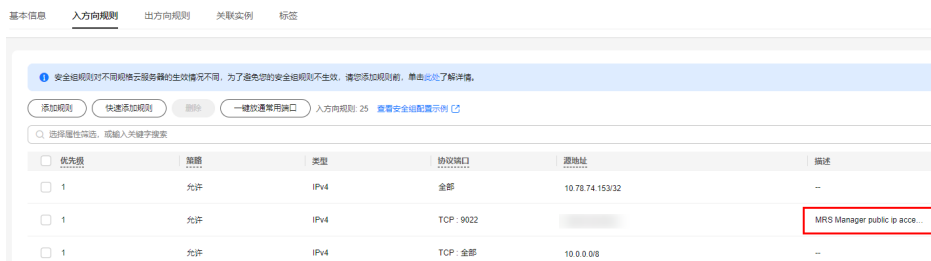 基本信息 入方向规则 出方向规则 关联实例 标签
安全组规则对不同规格云服务器的生效情况不同，为了避免您的安全组规则不生效，请您添加规则前，单击此处了解详情。
添加规则 快速添加规则 删除 一键放通常用端口 入方向规则: 25 查看安全组配置示例
选择属性筛选，或输入关键字搜索
优先级 策略 类型 协议端口 源地址 描述
1 允许 IPv4 全部 10.78.74.153/32 --
1 允许 IPv4 TCP : 9022 MRS Manager public ip acce...
1 允许 IPv4 TCP : 全部 10.0.0.0/8 --